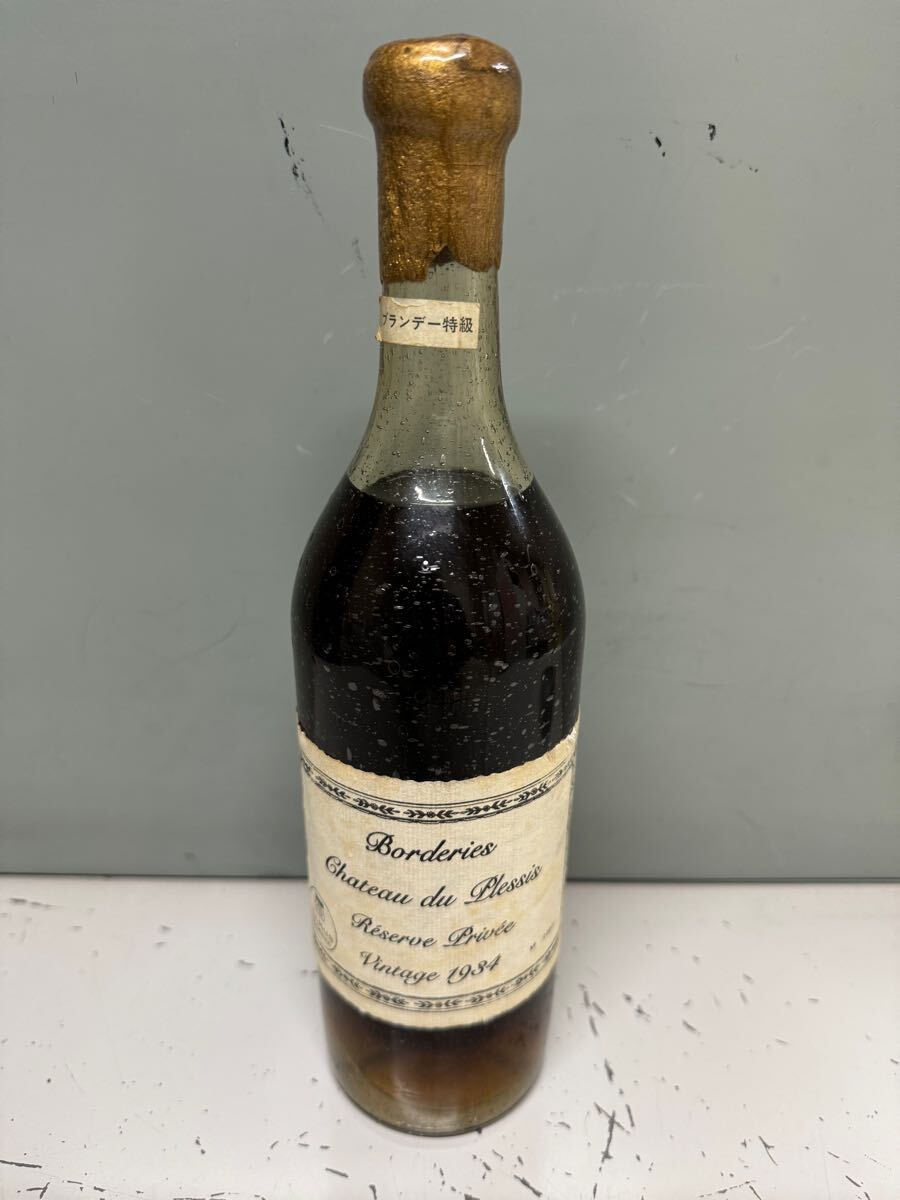 ブランデー特級
Borderies
Chateau du Plessis
Réserve Privée
Vintage 1934